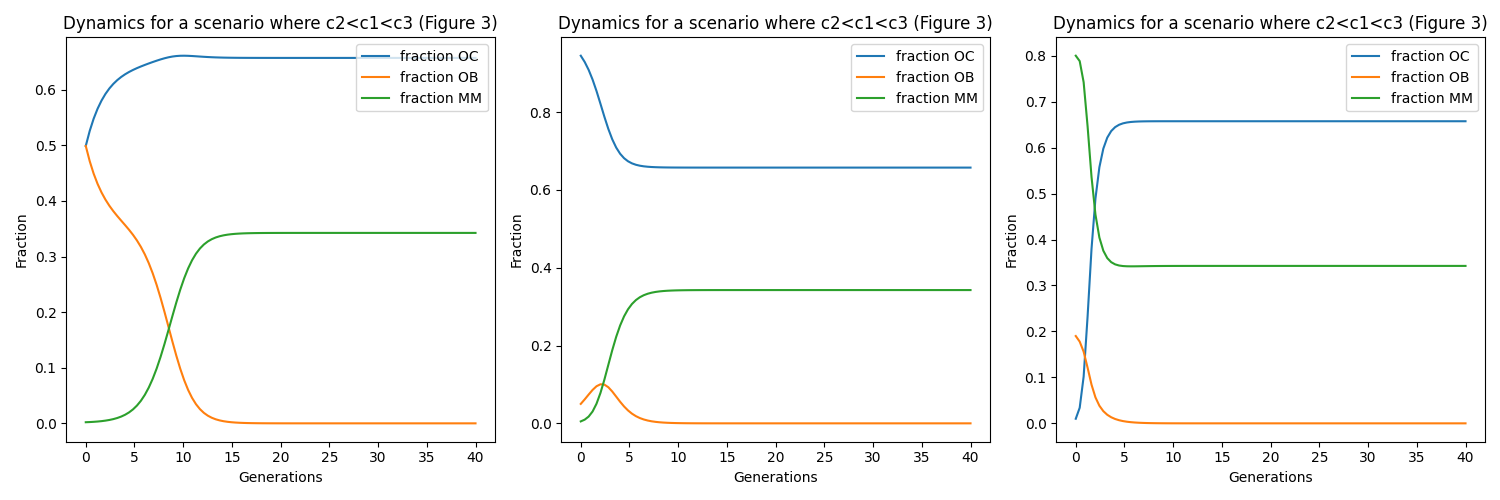 Dynamics for a scenario where c2<c1<c3 (Figure 3)
fraction OC
fraction OB
fraction MM
Fraction
0.6
0.5
0.4
0.3
0.2
0.1
0.0
0 5 10 15 20 25 30 35 40
Generations
Dynamics for a scenario where c2<c1<c3 (Figure 3)
fraction OC
fraction OB
fraction MM
Fraction
0.8
0.6
0.4
0.2
0.0
0 5 10 15 20 25 30 35 40
Generations
Dynamics for a scenario where c2<c1<c3 (Figure 3)
fraction OC
fraction OB
fraction MM
Fraction
0.8
0.7
0.6
0.5
0.4
0.3
0.2
0.1
0.0
0 5 10 15 20 25 30 35 40
Generations